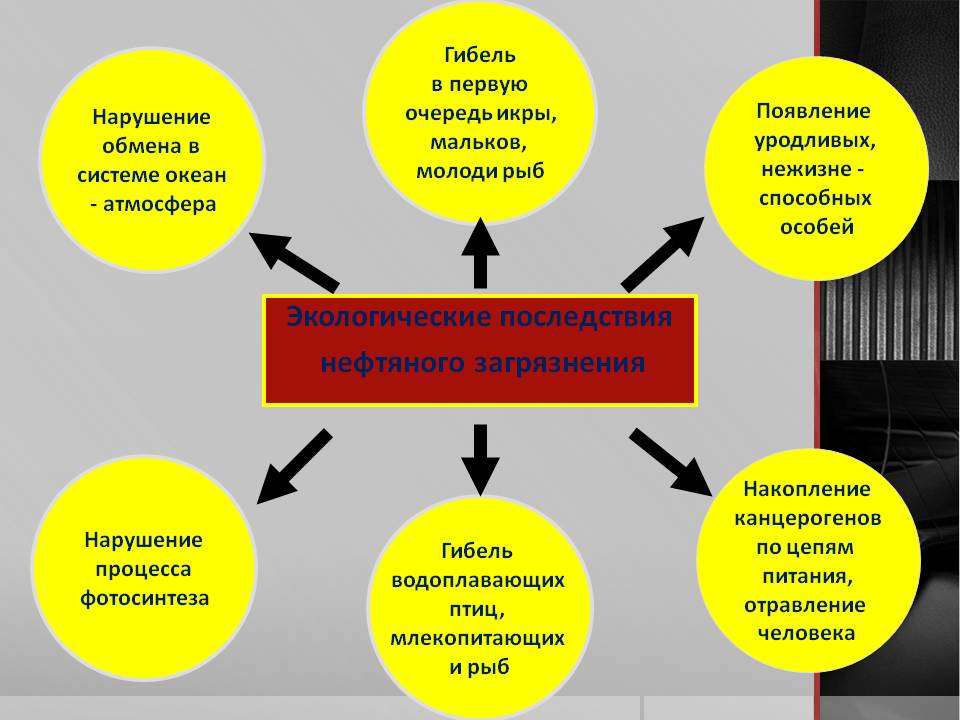 Нарушение
обмена в
системе океан
- атмосфера
Гибель
в первую
очередь икры,
мальков,
молоди рыб
Появление
уродливых,
нежизне -
способных
особей
Экологические последствия
нефтяного загрязнения
Нарушение
процесса
фотосинтеза
Гибель
водоплавающих
птиц,
млекопитающих
и рыб
Накопление
канцерогенов
по цепям
питания,
отравление
человека